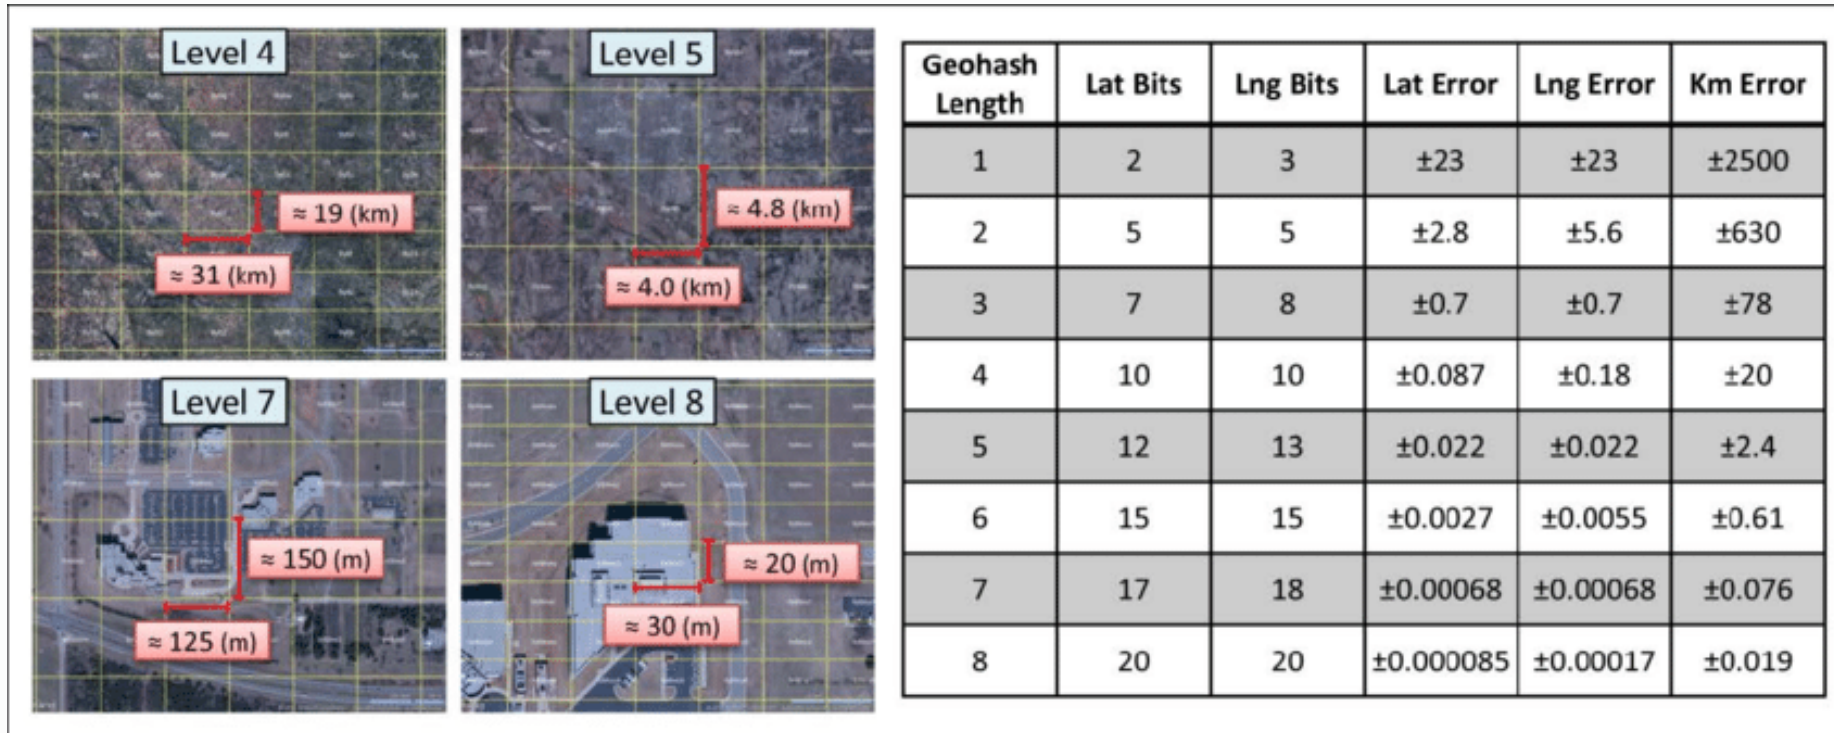 Level 4
≈ 19 (km)
≈ 31 (km)
Level 5
≈ 4.8 (km)
≈ 4.0 (km)
Level 7
≈ 150 (m)
≈ 125 (m)
Level 8
≈ 20 (m)
≈ 30 (m)
Geohash Length Lat Bits Lng Bits Lat Error Lng Error Km Error
1 2 3 ±23 ±23 ±2500
2 5 5 ±2.8 ±5.6 ±630
3 7 8 ±0.7 ±0.7 ±78
4 10 10 ±0.087 ±0.18 ±20
5 12 13 ±0.022 ±0.022 ±2.4
6 15 15 ±0.0027 ±0.0055 ±0.61
7 17 18 ±0.00068 ±0.00068 ±0.076
8 20 20 ±0.000085 ±0.00017 ±0.019